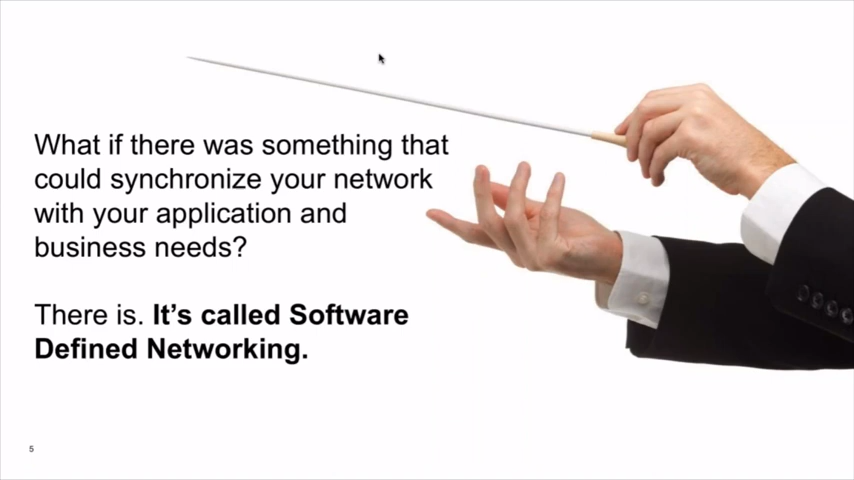 What if there was something that
could synchronize your network
with your application and
business needs?
There is. It’s called Software
Defined Networking.
5